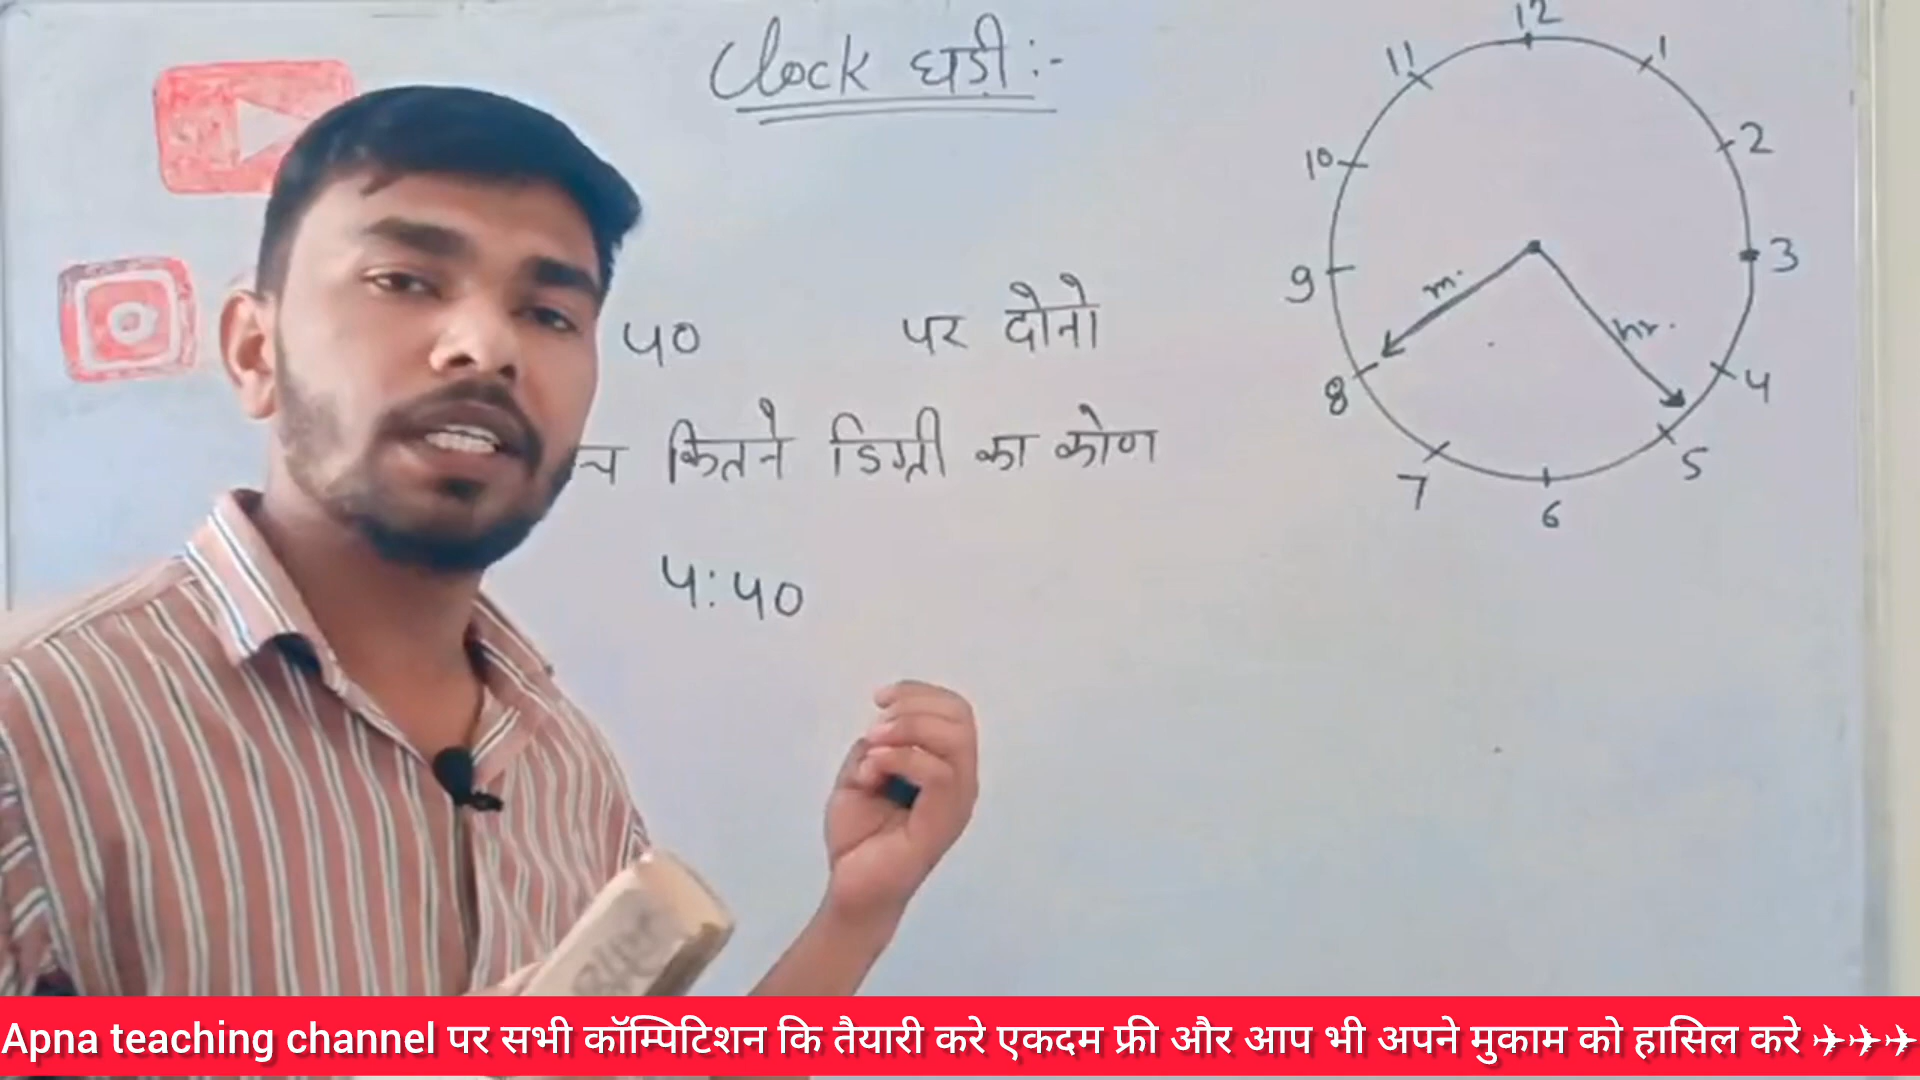 Clock घड़ी :-
40 पर दोनो
कितने डिग्री का कोण
4:40
12
1
2
3
4
5
6
7
8
9
10
11
m.
hr.
Apna teaching channel पर सभी कॉम्पिटिशन कि तैयारी करे एकदम फ्री और आप भी अपने मुकाम को हासिल करे ✈✈✈